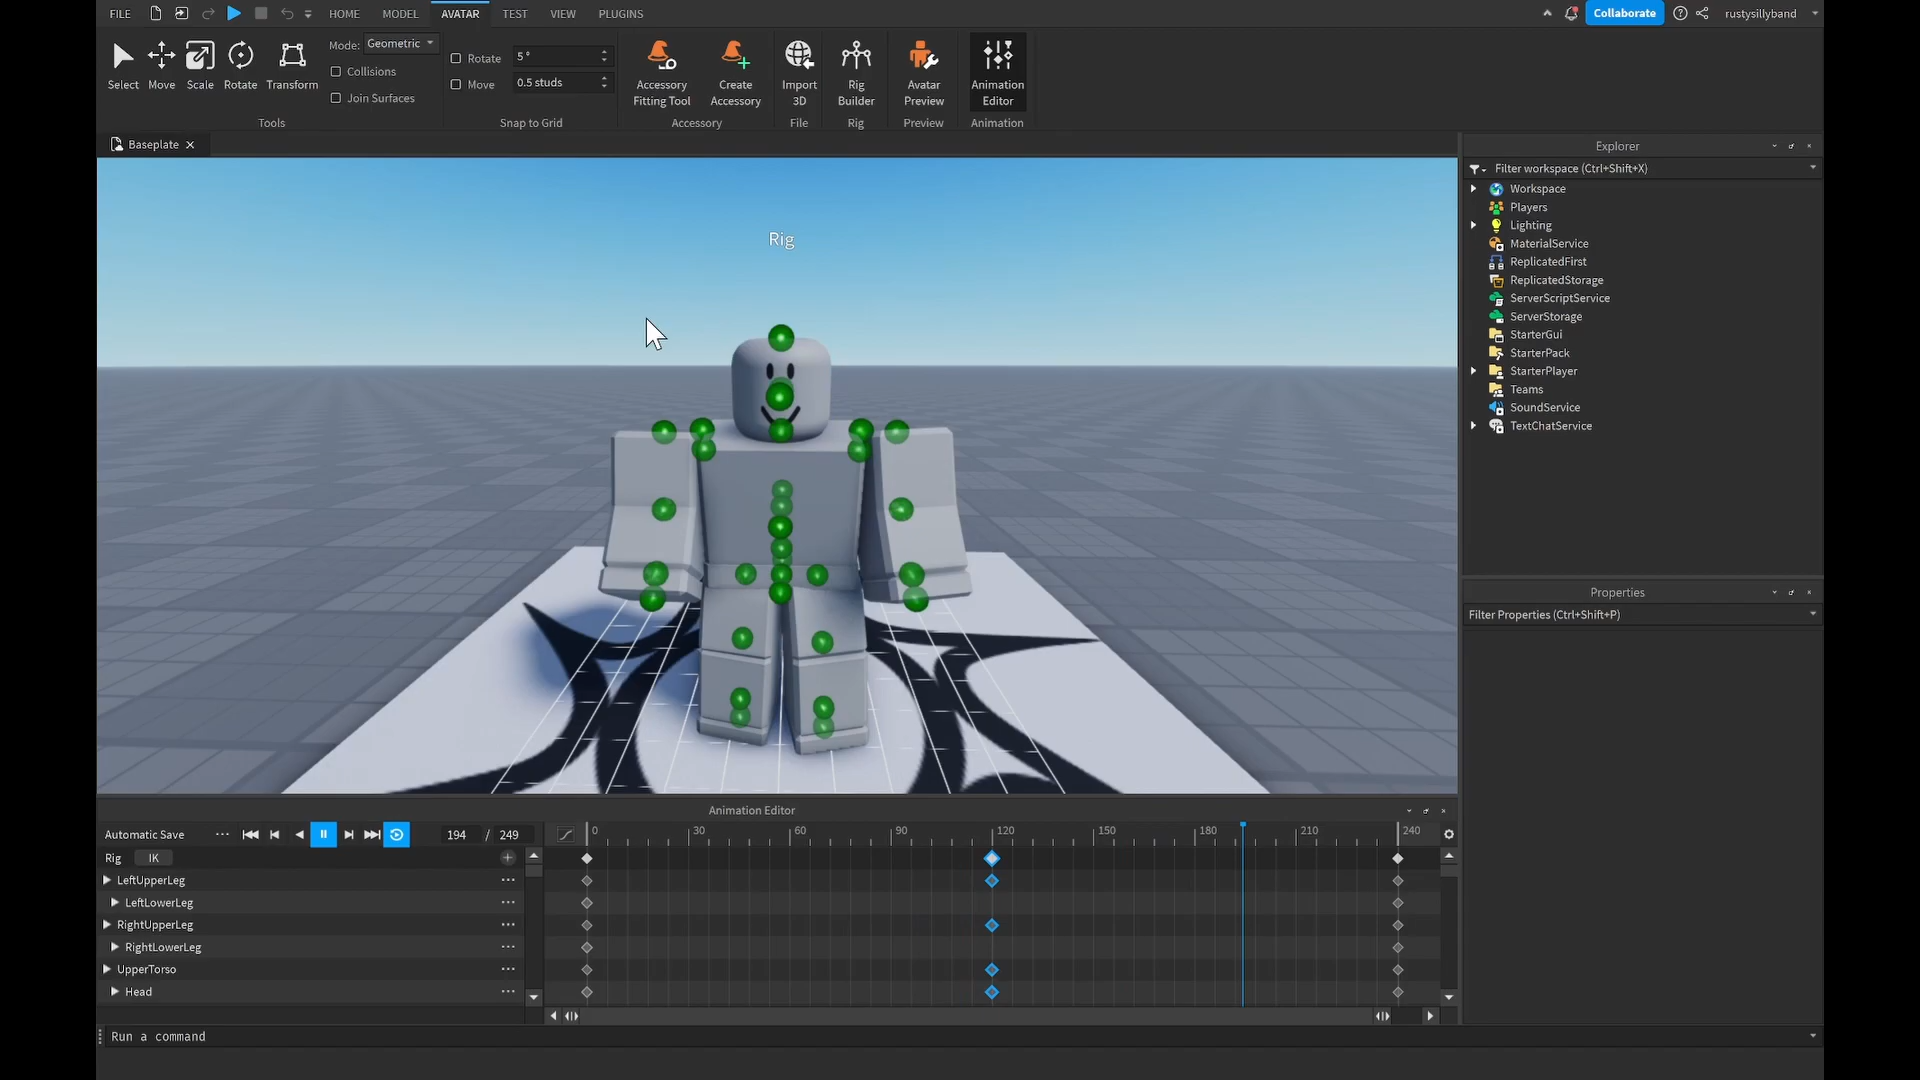 FILE HOME MODEL AVATAR TEST VIEW PLUGINS Collaborate rustysillyband
Select Move Scale Rotate Transform
Mode: Geometric
Collisions
Join Surfaces
Tools
Rotate 5 °
Move 0.5 studs
Snap to Grid
Accessory Fitting Tool
Create Accessory
Accessory
Import 3D
File
Rig Builder
Rig
Avatar Preview
Preview
Animation Editor
Animation
Baseplate
Rig
Explorer
Filter workspace (Ctrl+Shift+X)
Workspace
Players
Lighting
MaterialService
ReplicatedFirst
ReplicatedStorage
ServerScriptService
ServerStorage
StarterGui
StarterPack
StarterPlayer
Teams
SoundService
TextChatService
Properties
Filter Properties (Ctrl+Shift+P)
Animation Editor
Automatic Save ... 194 / 249
0 30 60 90 120 150 180 210 240
Rig IK
LeftUpperLeg
LeftLowerLeg
RightUpperLeg
RightLowerLeg
UpperTorso
Head
Run a command